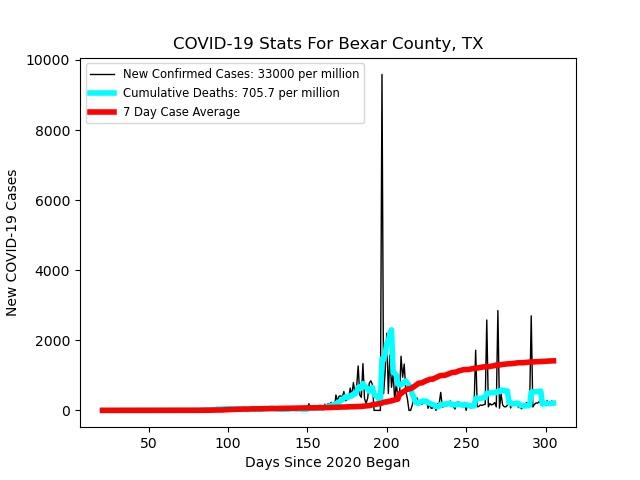 COVID-19 Stats For Bexar County, TX
10000
8000
6000
4000
2000
0
New COVID-19 Cases
New Confirmed Cases: 33000 per million
Cumulative Deaths: 705.7 per million
7 Day Case Average
50 100 150 200 250 300
Days Since 2020 Began